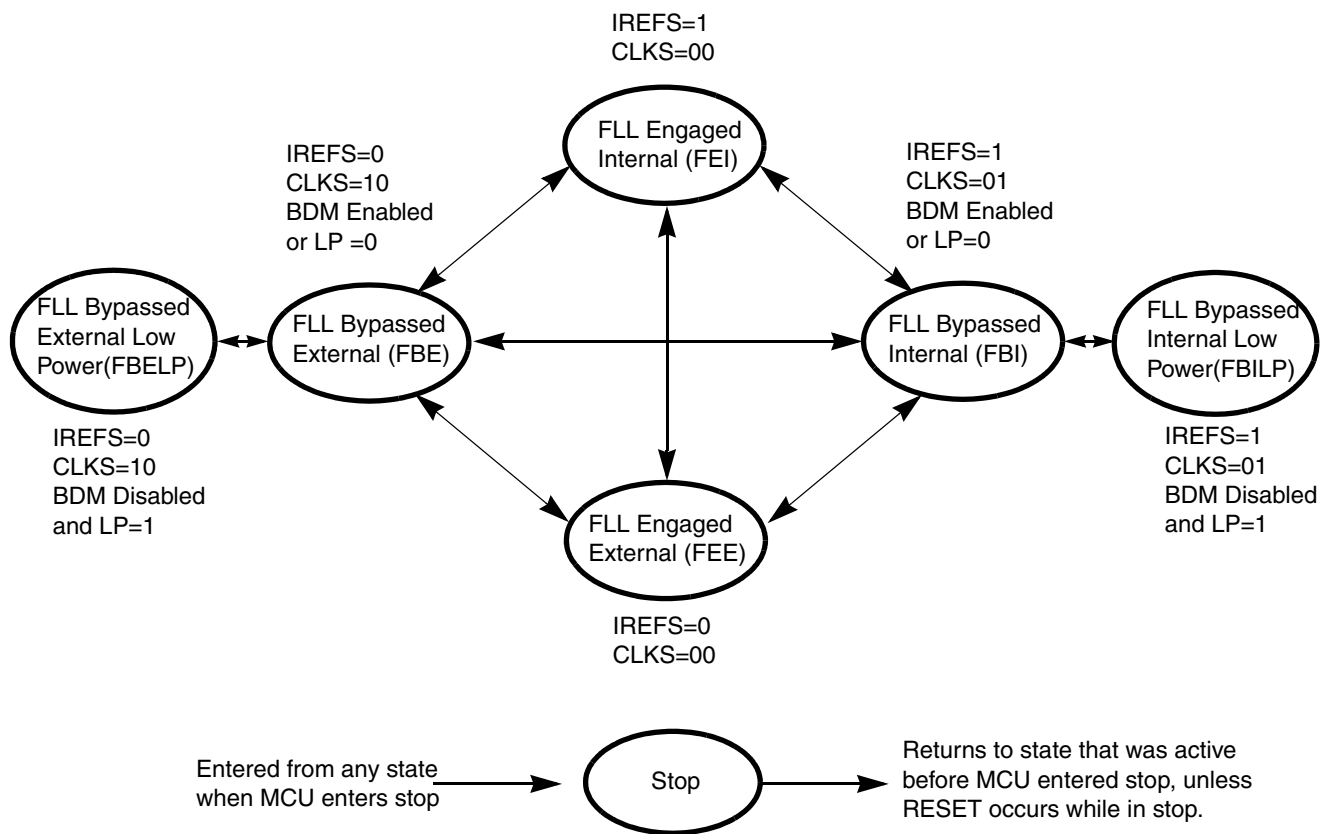 IREFS=1
CLKS=00
FLL Engaged
Internal (FEI)
IREFS=0
CLKS=10
BDM Enabled
or LP =0
IREFS=1
CLKS=01
BDM Enabled
or LP=0
FLL Bypassed
External Low
Power(FBELP)
FLL Bypassed
External (FBE)
FLL Bypassed
Internal (FBI)
FLL Bypassed
Internal Low
Power(FBILP)
IREFS=0
CLKS=10
BDM Disabled
and LP=1
IREFS=1
CLKS=01
BDM Disabled
and LP=1
FLL Engaged
External (FEE)
IREFS=0
CLKS=00
Entered from any state
when MCU enters stop
Stop
Returns to state that was active
before MCU entered stop, unless
RESET occurs while in stop.